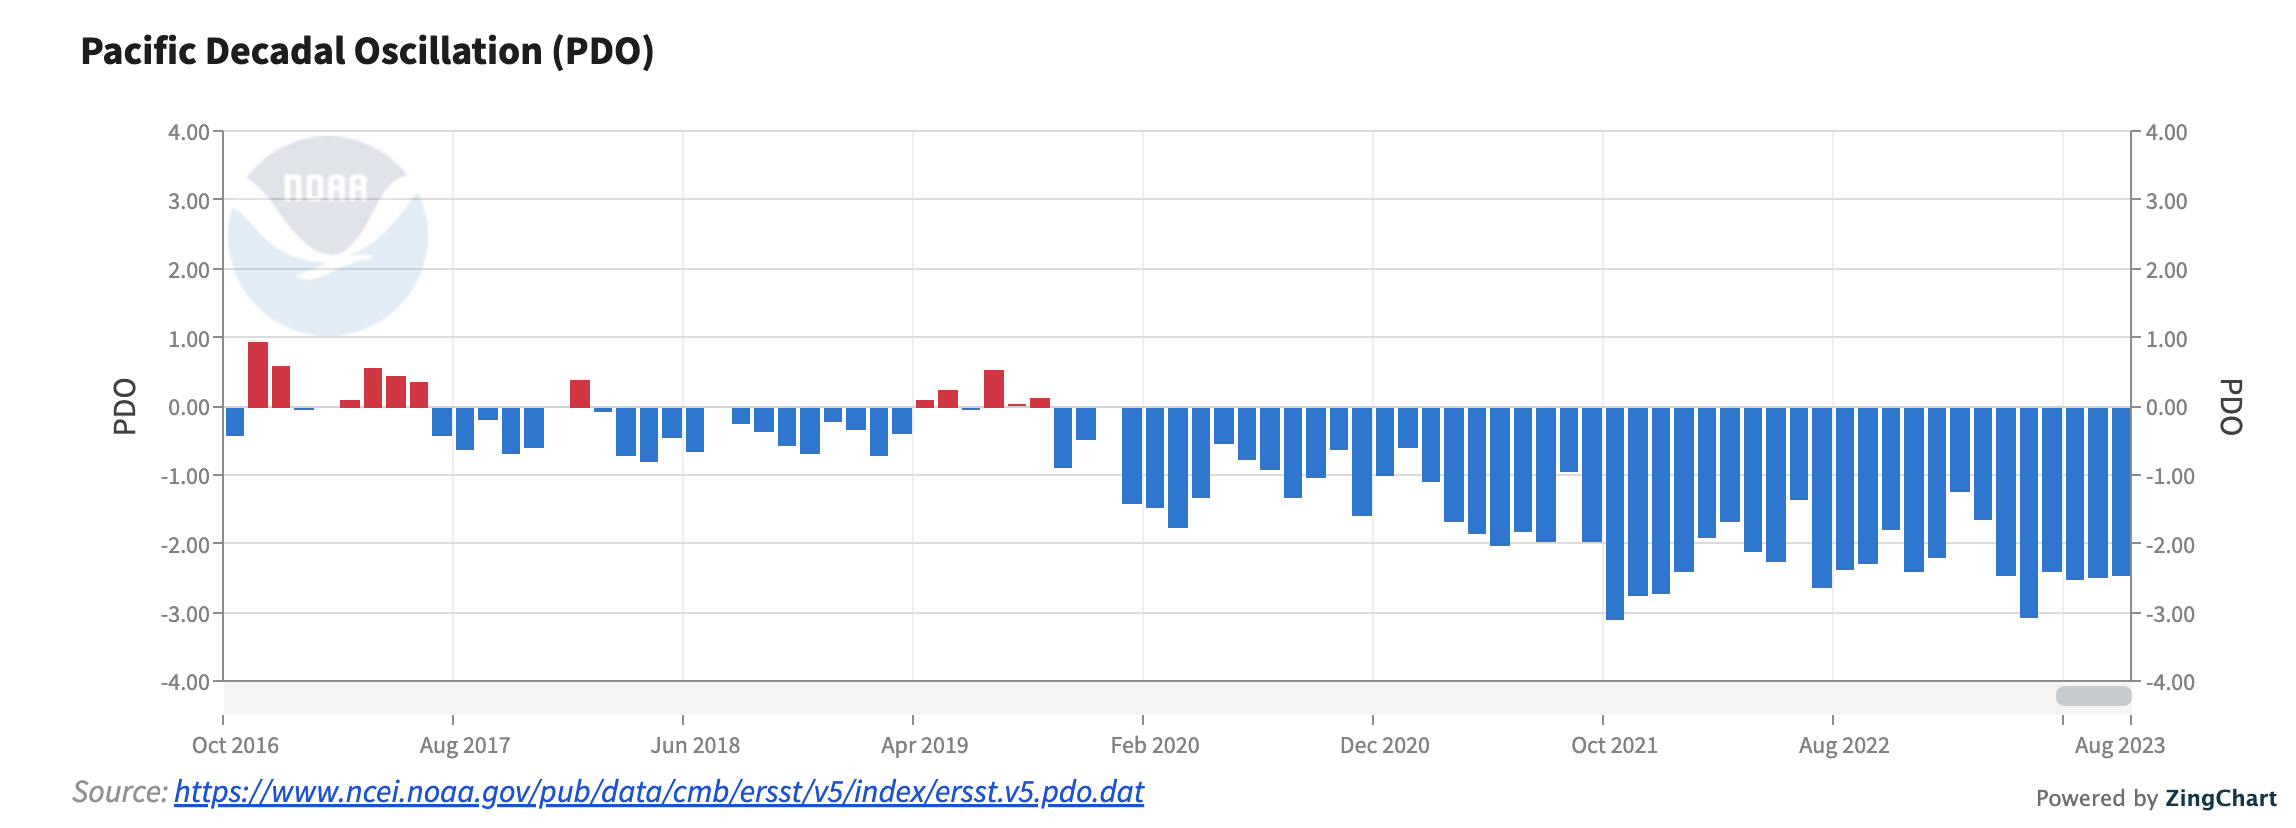 Pacific Decadal Oscillation (PDO)
4.00
3.00
2.00
1.00
0.00
-1.00
-2.00
-3.00
-4.00
PDO
NOAA
4.00
3.00
2.00
1.00
0.00
-1.00
-2.00
-3.00
-4.00
PDO
Oct 2016 Aug 2017 Jun 2018 Apr 2019 Feb 2020 Dec 2020 Oct 2021 Aug 2022 Aug 2023
Source: https://www.ncei.noaa.gov/pub/data/cmb/ersst/v5/index/ersst.v5.pdo.dat
Powered by ZingChart